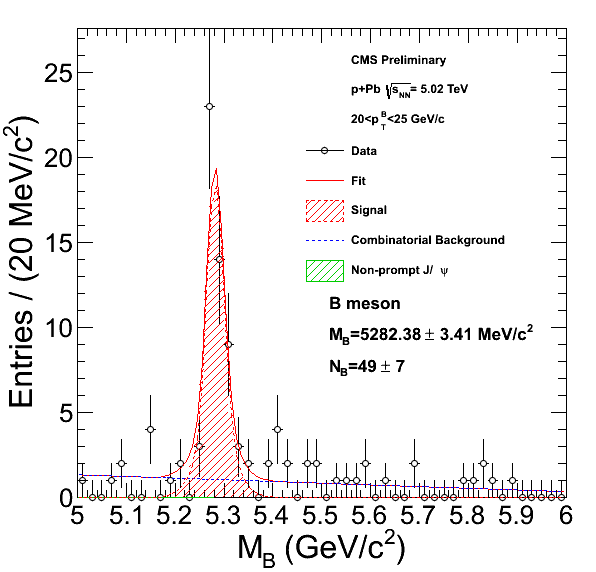 CMS Preliminary
p+Pb √s_NN= 5.02 TeV
20<p_T^B<25 GeV/c
Data
Fit
Signal
Combinatorial Background
Non-prompt J/ ψ
B meson
M_B=5282.38 ± 3.41 MeV/c²
N_B=49 ± 7
Entries / (20 MeV/c²)
25
20
15
10
5
0
5 5.1 5.2 5.3 5.4 5.5 5.6 5.7 5.8 5.9 6
M_B (GeV/c²)